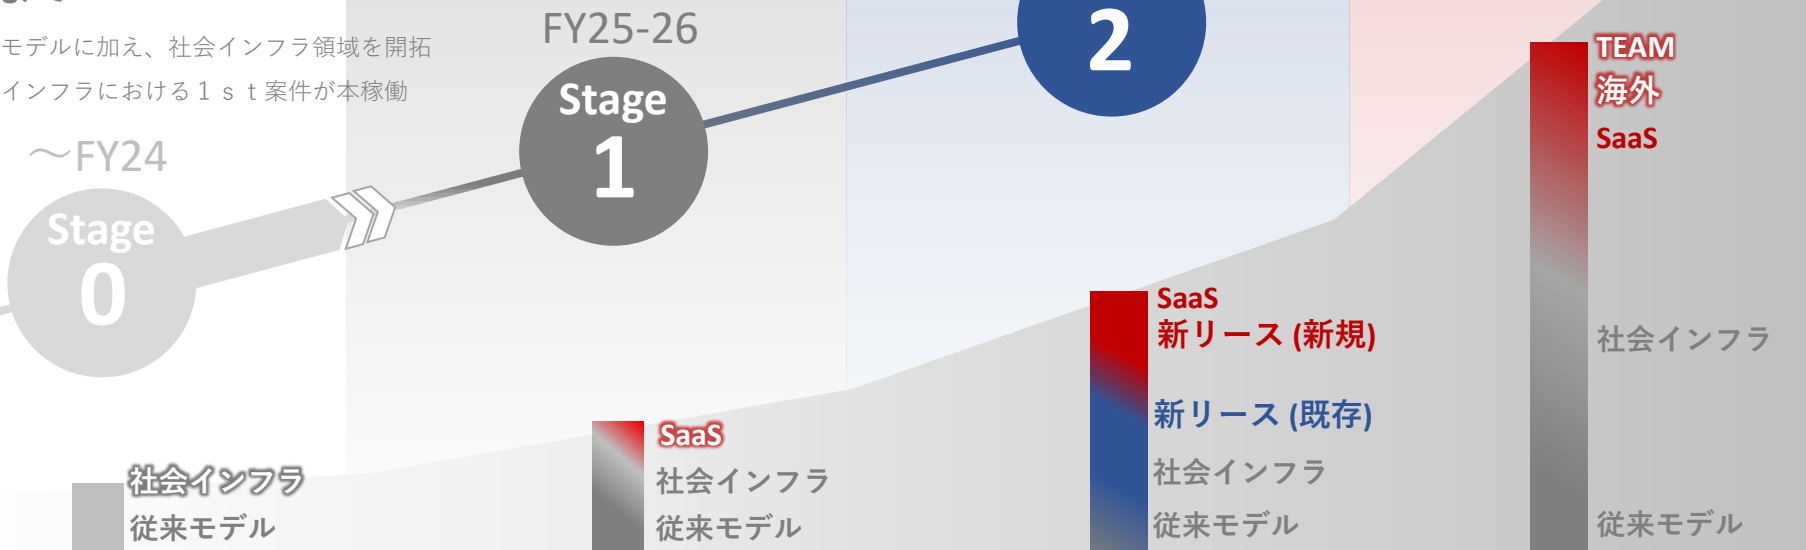 モデルに加え、社会インフラ領域を開拓
インフラにおける１ｓｔ案件が本稼働
～FY24
Stage
0
FY25-26
Stage
1
2
社会インフラ
従来モデル
SaaS
社会インフラ
従来モデル
SaaS
新リース (新規)
新リース (既存)
社会インフラ
従来モデル
TEAM
海外
SaaS
社会インフラ
従来モデル